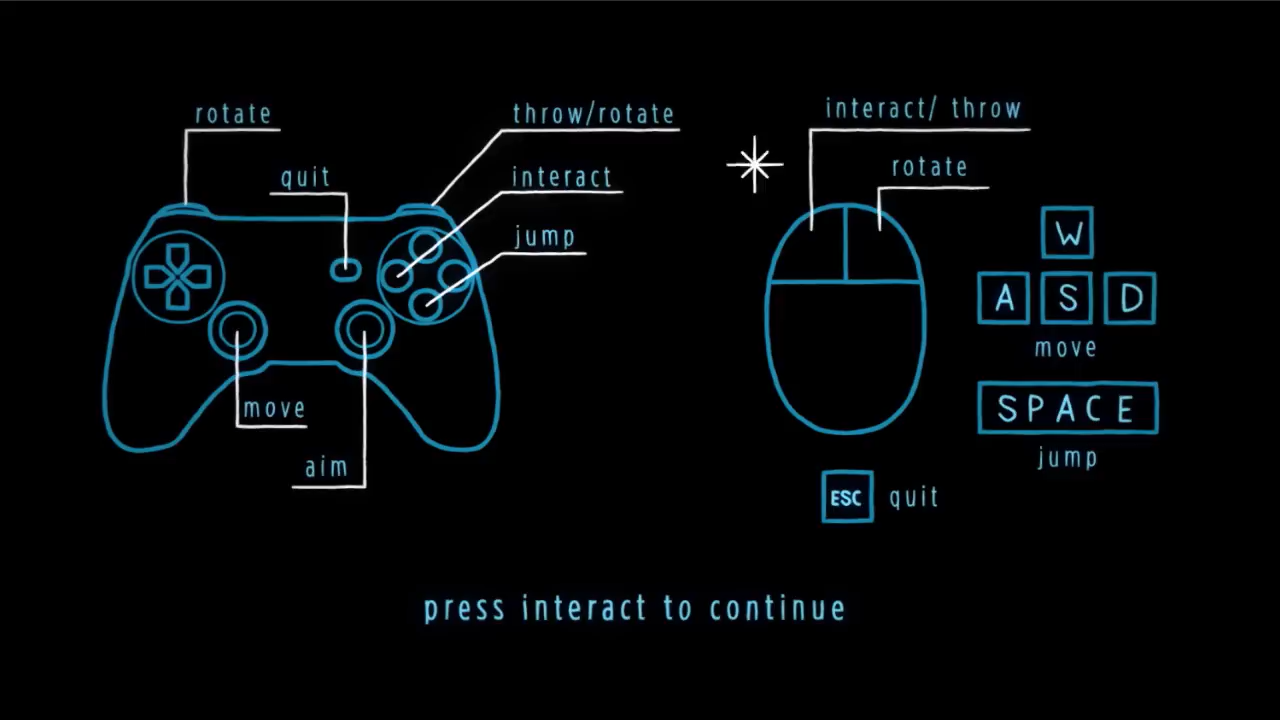 rotate
throw/rotate
quit
interact
jump
move
aim
interact/ throw
rotate
W
A S D
move
SPACE
jump
ESC quit
press interact to continue